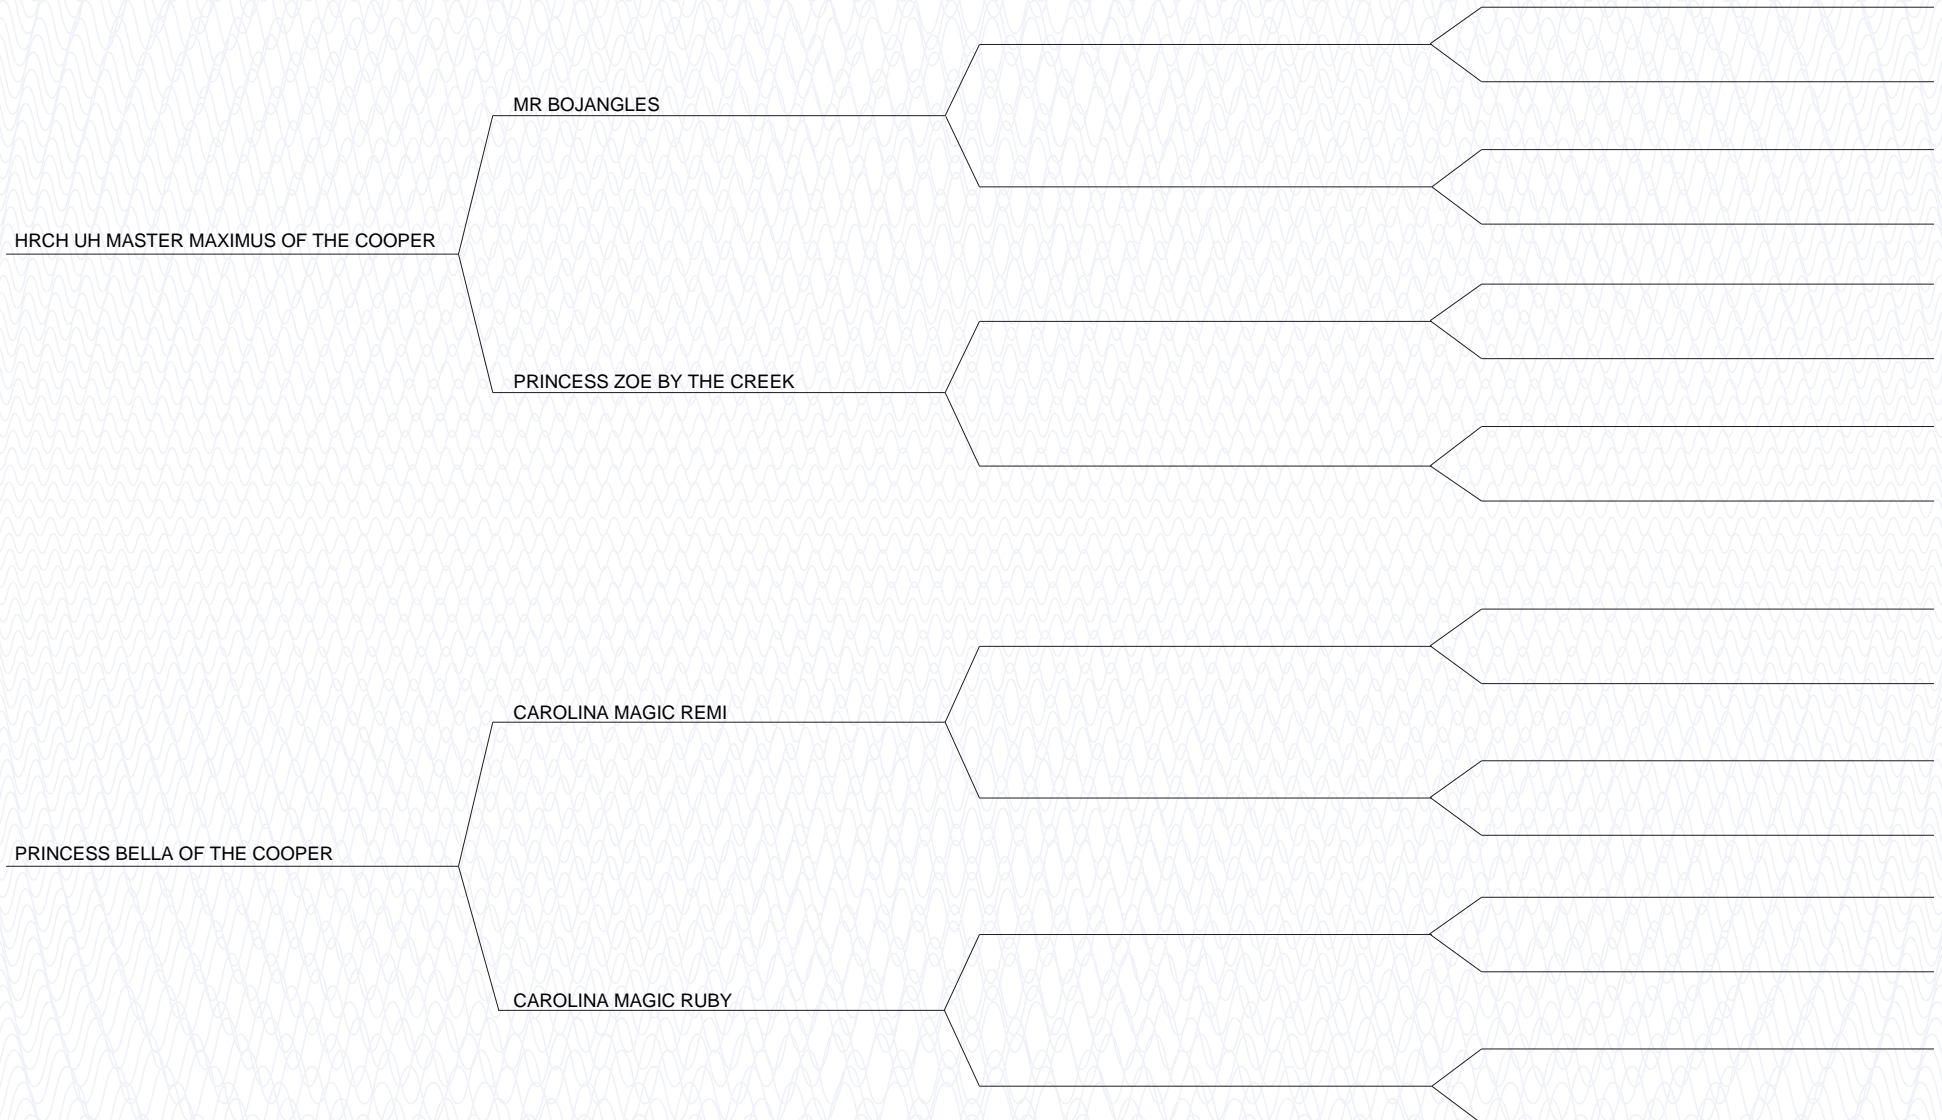 MR BOJANGLES
HRCH UH MASTER MAXIMUS OF THE COOPER
PRINCESS ZOE BY THE CREEK
CAROLINA MAGIC REMI
PRINCESS BELLA OF THE COOPER
CAROLINA MAGIC RUBY